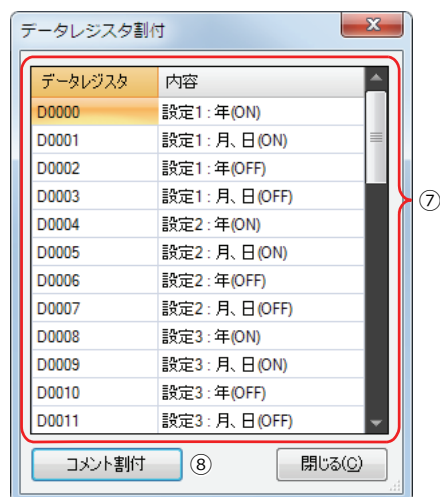 データレジスタ割付
データレジスタ 内容
D0000 設定1:年(ON)
D0001 設定1:月、日(ON)
D0002 設定1:年(OFF)
D0003 設定1:月、日(OFF)
D0004 設定2:年(ON)
D0005 設定2:月、日(ON)
D0006 設定2:年(OFF)
D0007 設定2:月、日(OFF)
D0008 設定3:年(ON)
D0009 設定3:月、日(ON)
D0010 設定3:年(OFF)
D0011 設定3:月、日(OFF)
⑦
コメント割付 ⑧ 閉じる(C)